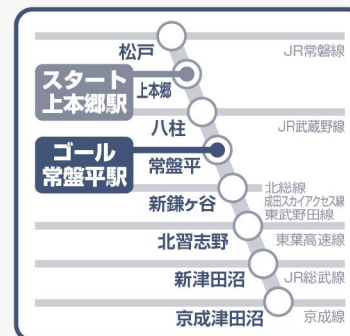 松戸
JR常磐線
スタート
上本郷駅
上本郷
八柱
JR武蔵野線
ゴール
常盤平駅
常盤平
新鎌ヶ谷
北総線
成田スカイアクセス線
東武野田線
北習志野
東葉高速線
新津田沼
JR総武線
京成津田沼
京成線